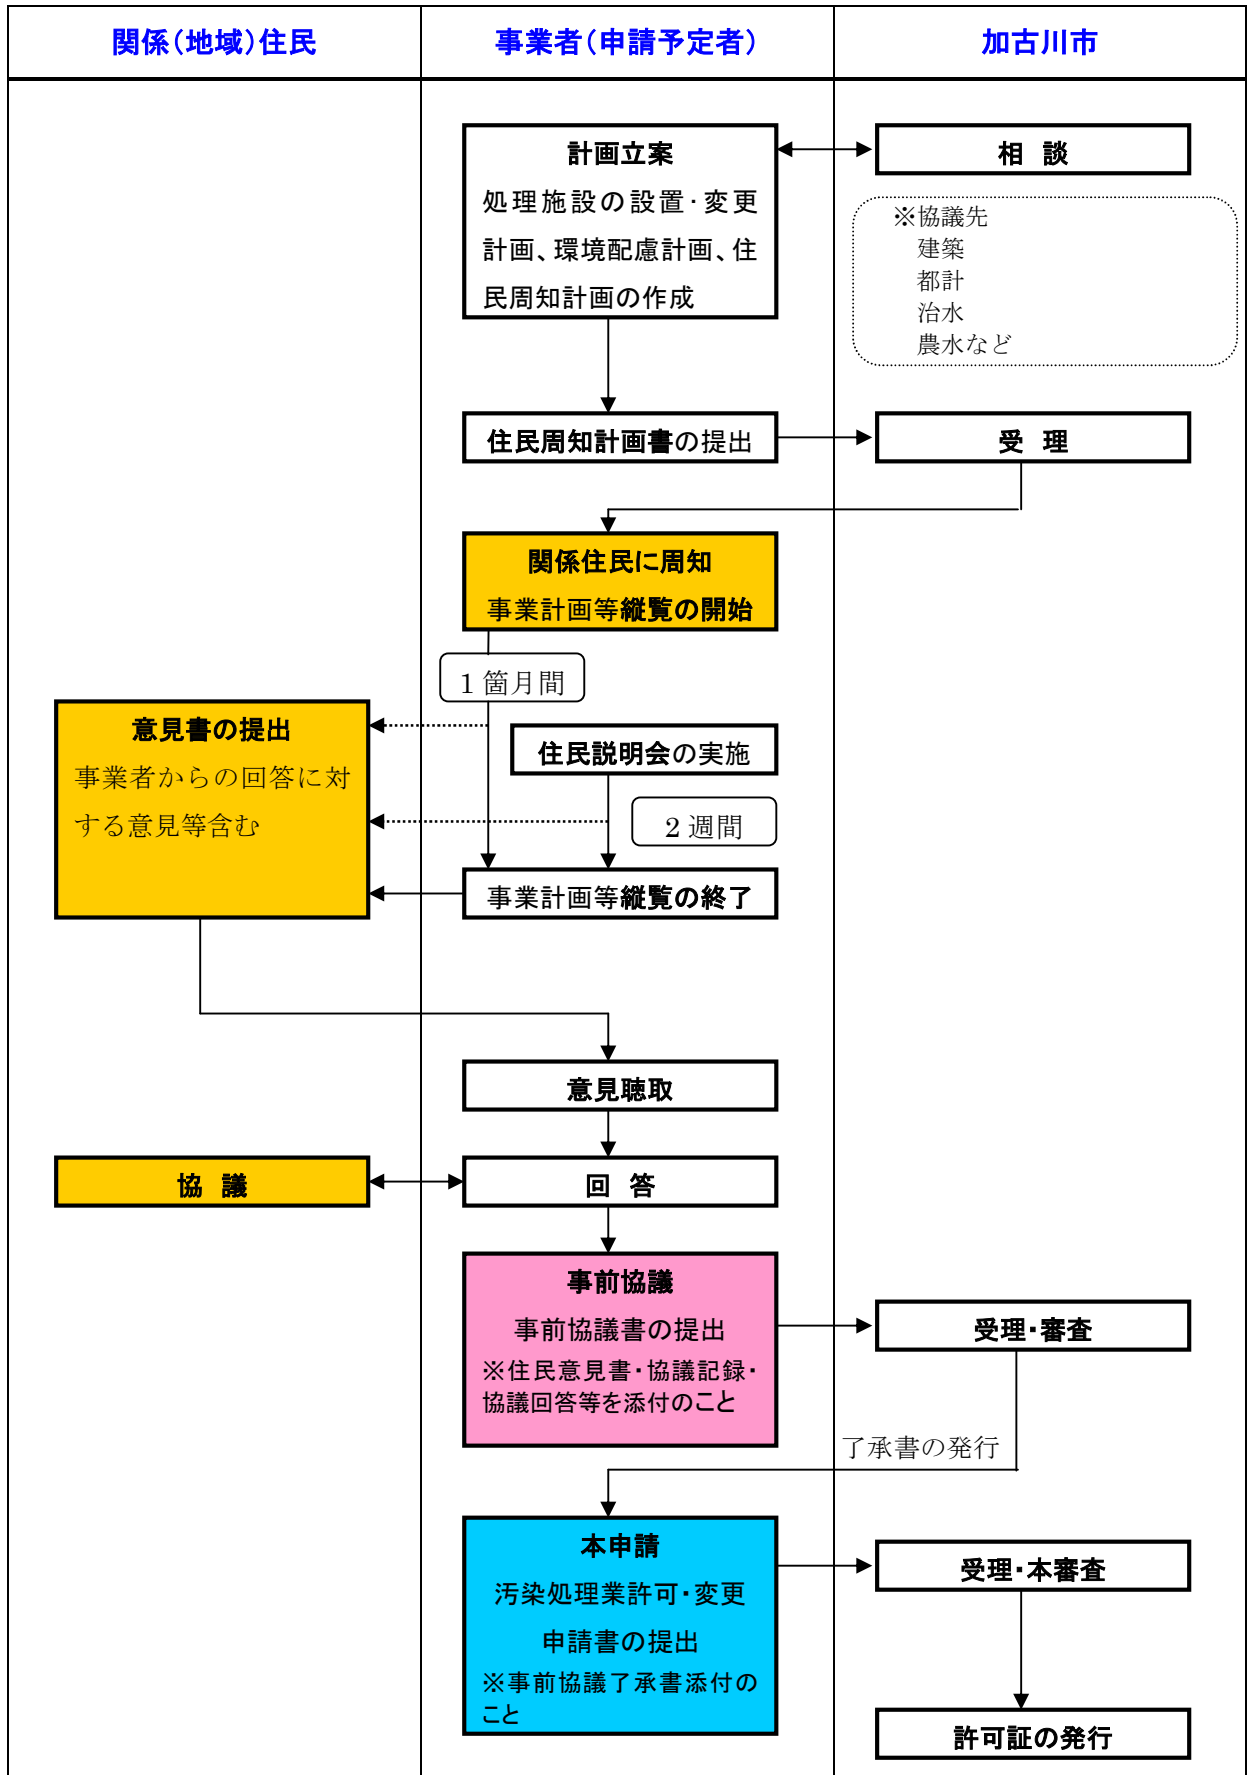 関係(地域)住民
事業者(申請予定者)
加古川市
計画立案
処理施設の設置・変更
計画、環境配慮計画、住
民周知計画の作成
相 談
※協議先
建築
都計
治水
農水など
住民周知計画書の提出
受 理
関係住民に周知
事業計画等縦覧の開始
1 箇月間
意見書の提出
事業者からの回答に対
する意見等含む
住民説明会の実施
2 週間
事業計画等縦覧の終了
意見聴取
協 議
回 答
事前協議
事前協議書の提出
※住民意見書・協議記録・
協議回答等を添付のこと
受理・審査
了承書の発行
本申請
汚染処理業許可・変更
申請書の提出
※事前協議了承書添付の
こと
受理・本審査
許可証の発行